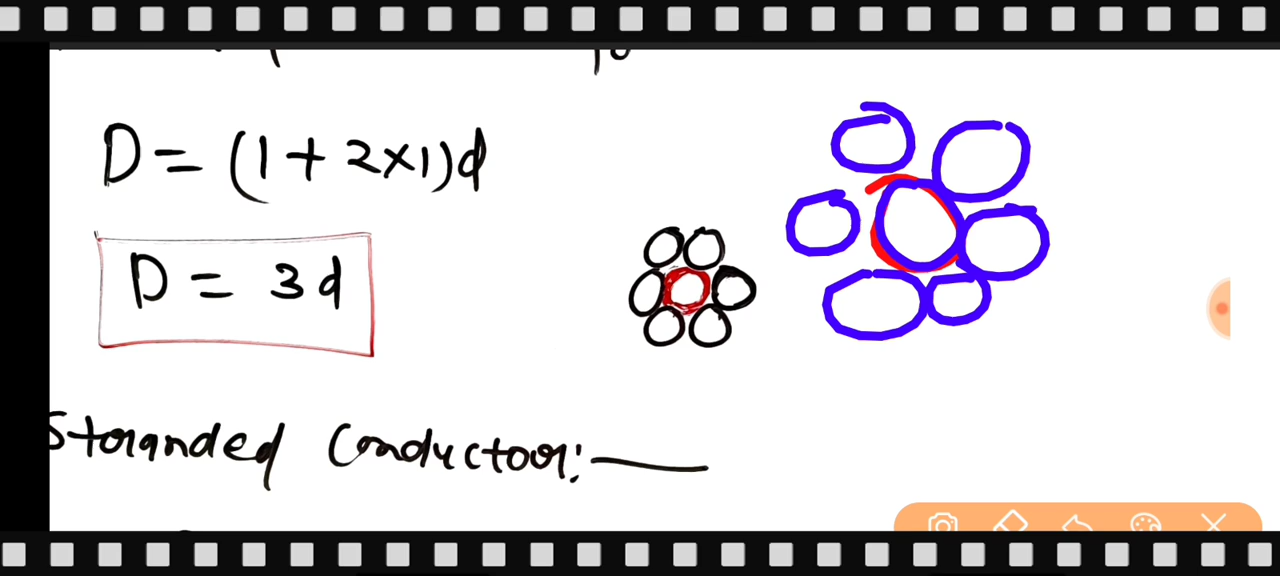 D = (1 + 2×1)d
D = 3d
Stranded Conductor:—